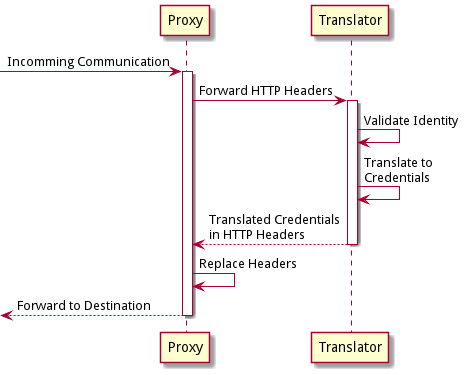 Proxy
Translator
Incomming Communication
Forward HTTP Headers
Validate Identity
Translate to
Credentials
Translated Credentials
in HTTP Headers
Replace Headers
Forward to Destination
Proxy
Translator